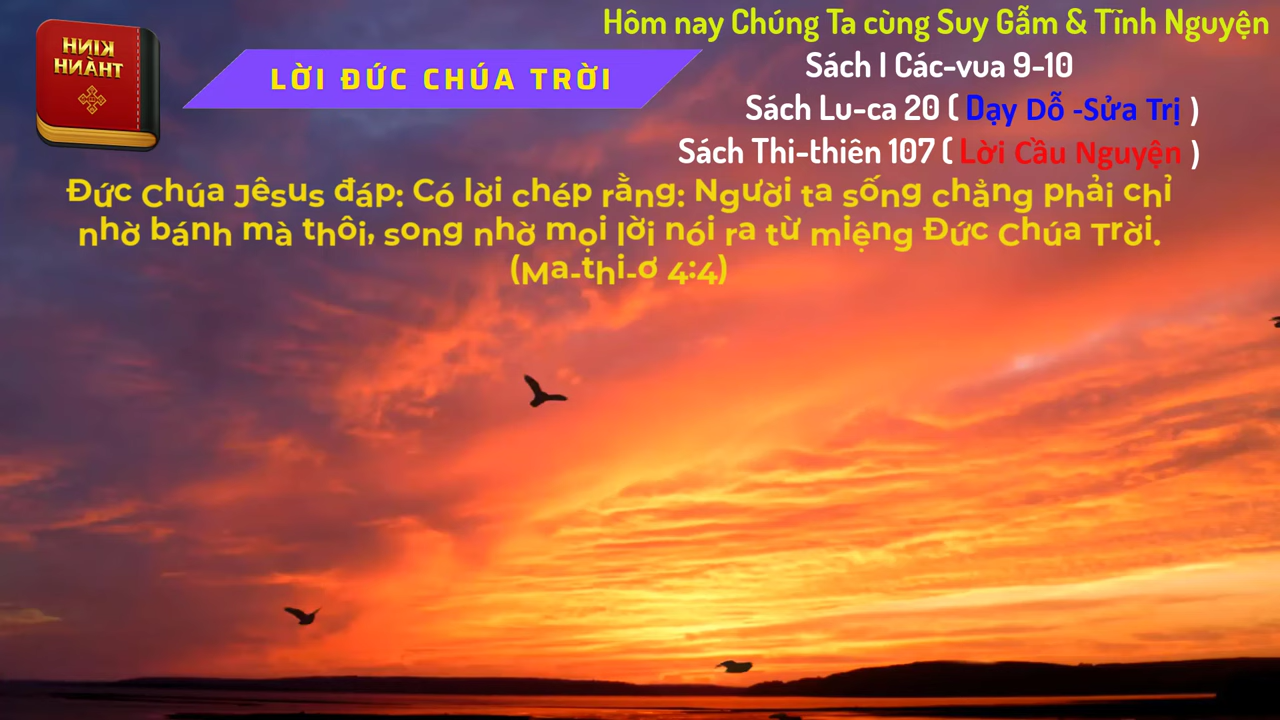 KINH
THÀNH
LỜI ĐỨC CHÚA TRỜI
Hôm nay Chúng Ta cùng Suy Gẫm & Tĩnh Nguyện
Sách I Các-vua 9-10
Sách Lu-ca 20 ( Dạy Dỗ -Sửa Trị )
Sách Thi-thiên 107 ( Lời Cầu Nguyện )
Đức Chúa Jêsus đáp: Có lời chép rằng: Người ta sống chẳng phải chỉ
nhờ bánh mà thôi, song nhờ mọi lời nói ra từ miệng Đức Chúa Trời.
(Ma-thi-ơ 4:4)